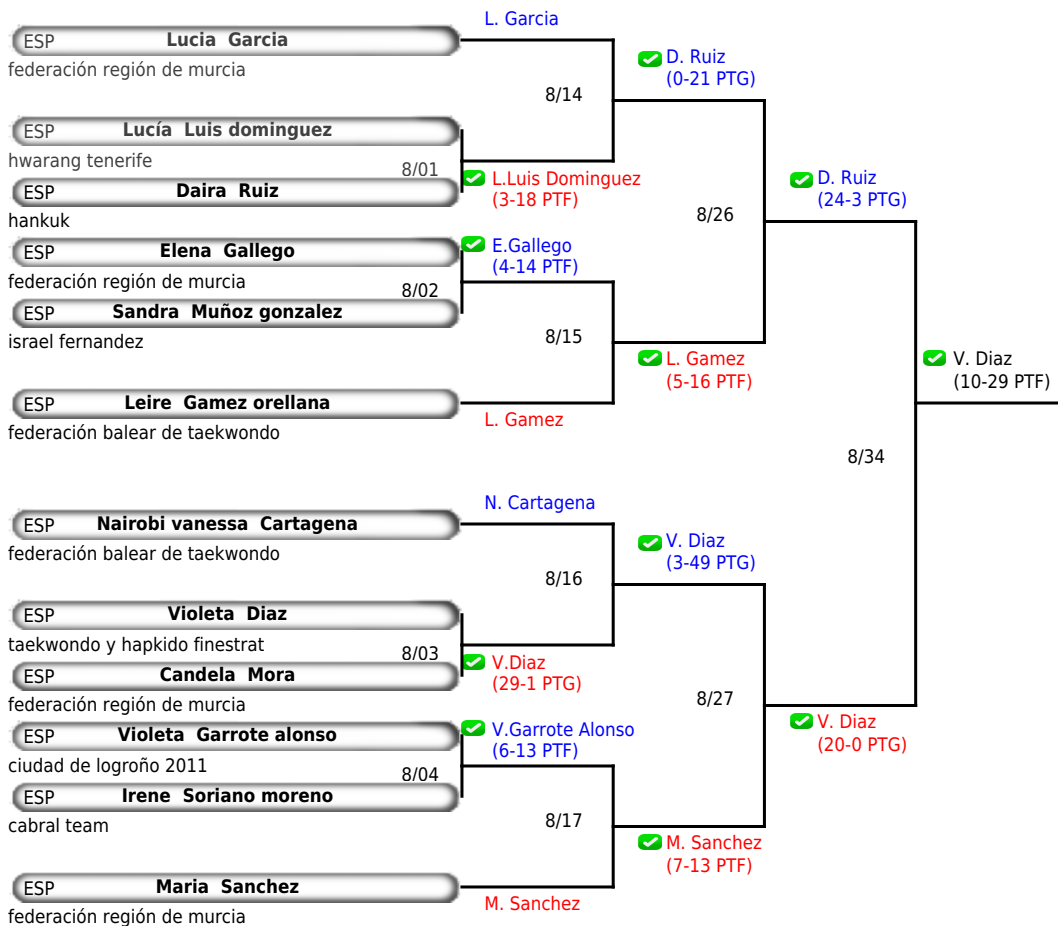 L. Garcia
ESP Lucia Garcia
federación región de murcia
D. Ruiz
(0-21 PTG)
8/14
ESP Lucía Luis dominguez
hwarang tenerife
8/01
L.Luis Dominguez
(3-18 PTF)
D. Ruiz
(24-3 PTG)
ESP Daira Ruiz
hankuk
8/26
ESP Elena Gallego
E.Gallego
(4-14 PTF)
federación región de murcia
8/02
ESP Sandra Muñoz gonzalez
israel fernandez
8/15
L. Gamez
(5-16 PTF)
V. Diaz
(10-29 PTF)
ESP Leire Gamez orellana
L. Gamez
federación balear de taekwondo
8/34
N. Cartagena
ESP Nairobi vanessa Cartagena
federación balear de taekwondo
V. Diaz
(3-49 PTG)
8/16
ESP Violeta Diaz
taekwondo y hapkido finestrat
8/03
V.Diaz
(29-1 PTG)
ESP Candela Mora
federación región de murcia
8/27
V. Diaz
(20-0 PTG)
ESP Violeta Garrote alonso
V.Garrote Alonso
(6-13 PTF)
ciudad de logroño 2011
8/04
ESP Irene Soriano moreno
cabral team
8/17
M. Sanchez
(7-13 PTF)
ESP Maria Sanchez
M. Sanchez
federación región de murcia